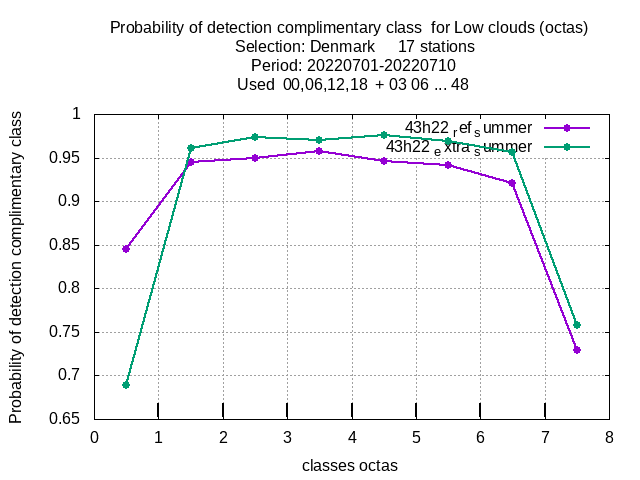 Probability of detection complimentary class  for Low clouds (octas)
Selection: Denmark     17 stations
Period: 20220701-20220710
Used  00,06,12,18  + 03 06 ... 48
Probability of detection complimentary class
1
0.95
0.9
0.85
0.8
0.75
0.7
0.65
43h22 ref summer
43h22 extra summer
0 1 2 3 4 5 6 7 8
classes octas